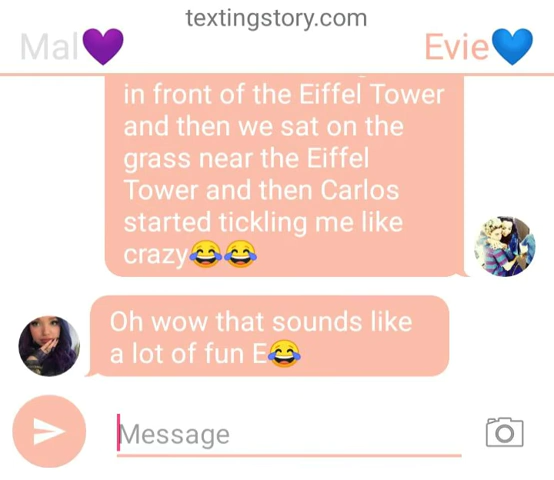 textingstory.com
Mal💜
Evie💙
in front of the Eiffel Tower
and then we sat on the
grass near the Eiffel
Tower and then Carlos
started tickling me like
crazy😂😂
Oh wow that sounds like
a lot of fun E😂
Message